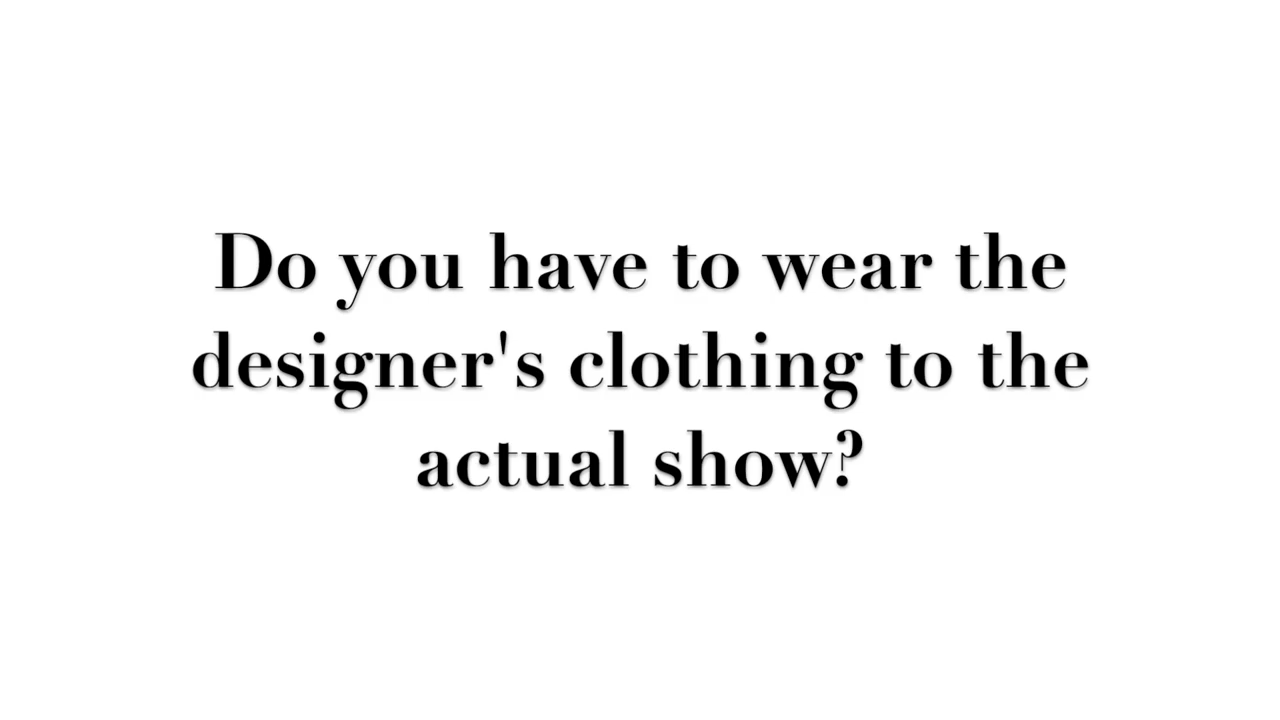 Do you have to wear the
designer's clothing to the
actual show?